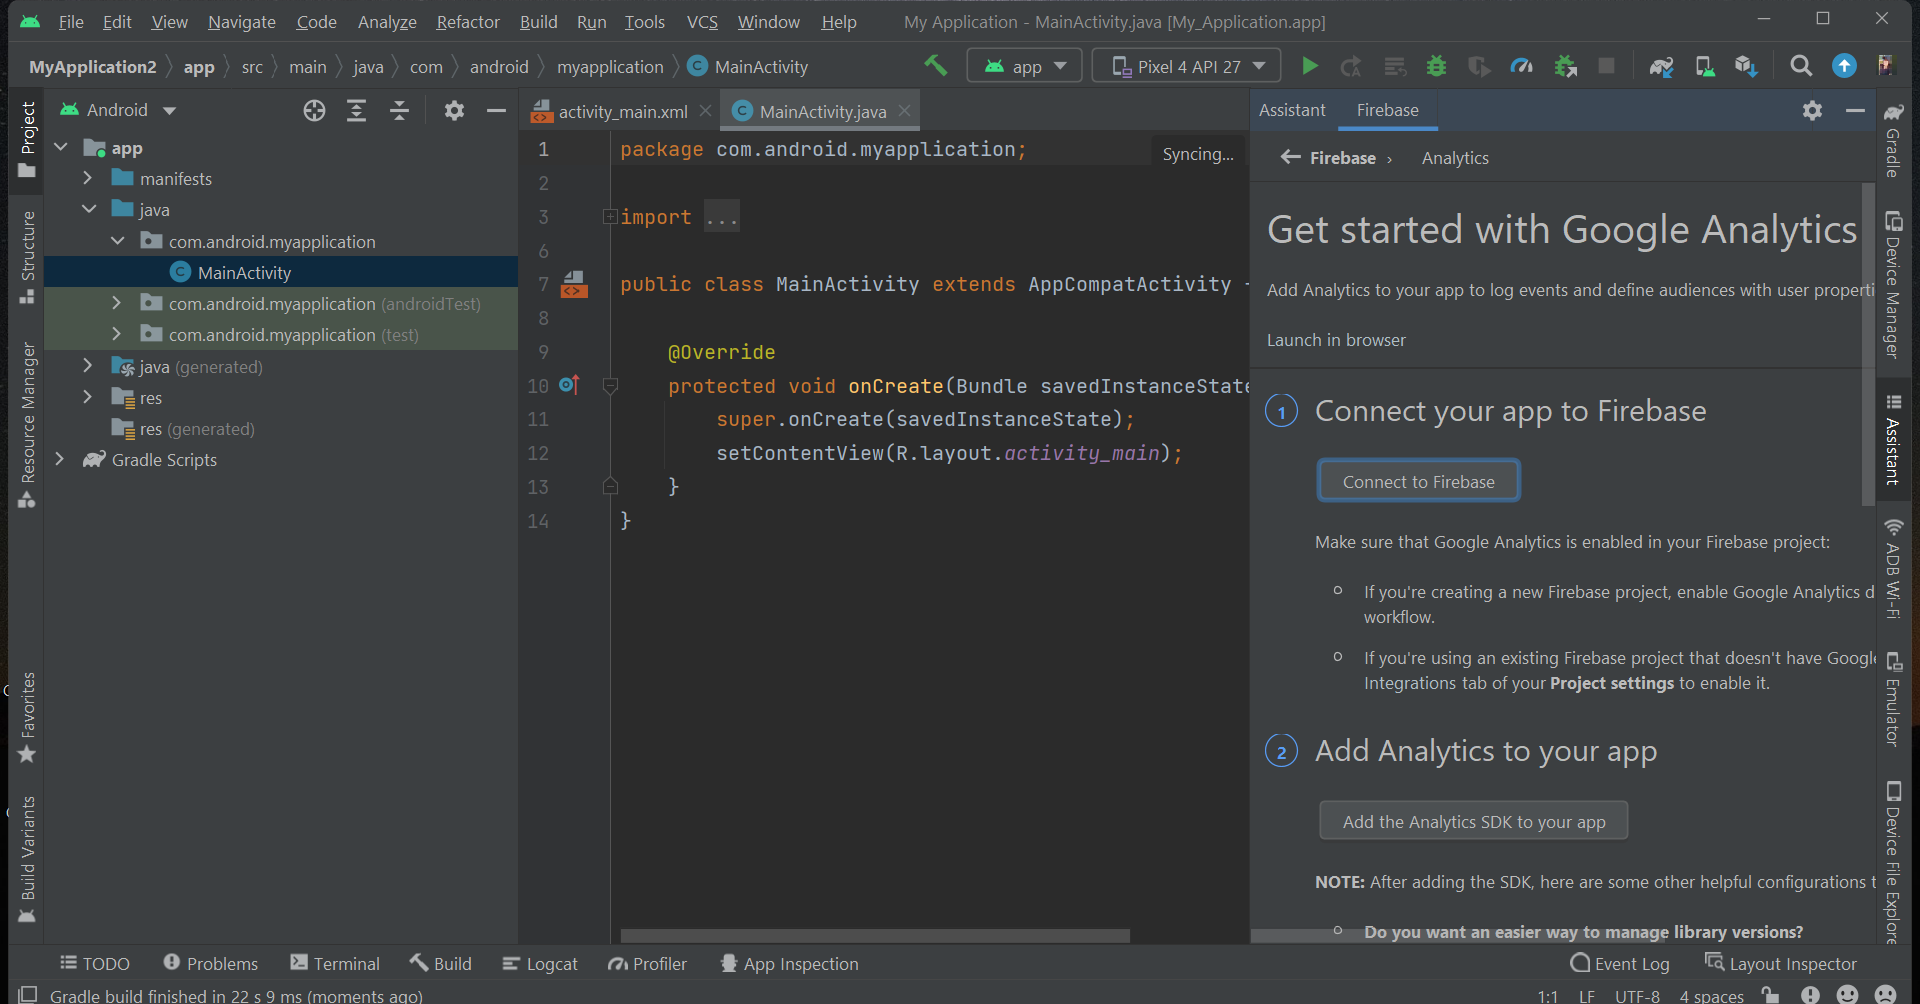 File Edit View Navigate Code Analyze Refactor Build Run Tools VCS Window Help My Application - MainActivity.java [My_Application.app]
MyApplication2 app src main java com android myapplication MainActivity app Pixel 4 API 27
Project
Structure
Resource Manager
Favorites
Build Variants
Android
app
manifests
java
com.android.myapplication
MainActivity
com.android.myapplication (androidTest)
com.android.myapplication (test)
java (generated)
res
res (generated)
Gradle Scripts
activity_main.xml MainActivity.java
1 package com.android.myapplication;
Syncing...
2
3 import ...
6
7 public class MainActivity extends AppCompatActivity
8
9 @Override
10 protected void onCreate(Bundle savedInstanceState
11 super.onCreate(savedInstanceState);
12 setContentView(R.layout.activity_main);
13 }
14 }
Assistant Firebase
Firebase › Analytics
Get started with Google Analytics
Add Analytics to your app to log events and define audiences with user properti
Launch in browser
1 Connect your app to Firebase
Connect to Firebase
Make sure that Google Analytics is enabled in your Firebase project:
If you're creating a new Firebase project, enable Google Analytics d
workflow.
If you're using an existing Firebase project that doesn't have Google
Integrations tab of your Project settings to enable it.
2 Add Analytics to your app
Add the Analytics SDK to your app
NOTE: After adding the SDK, here are some other helpful configurations t
Do you want an easier way to manage library versions?
Gradle
Device Manager
Assistant
ADB Wi-Fi
Emulator
Device File Explore
TODO Problems Terminal Build Logcat Profiler App Inspection Event Log Layout Inspector
Gradle build finished in 22 s 9 ms (moments ago) 1:1 LF UTF-8 4 spaces